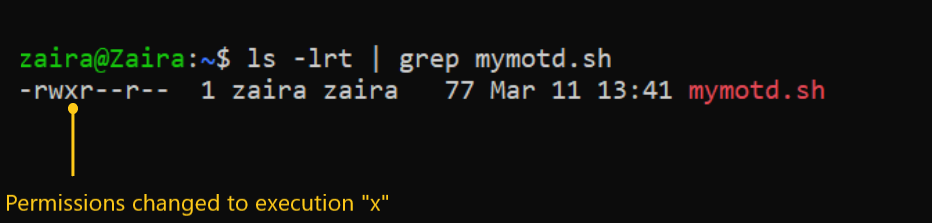 zaira@Zaira:~$ ls -lrt | grep mymotd.sh
-rwxr--r--  1 zaira zaira   77 Mar 11 13:41 mymotd.sh
Permissions changed to execution "x"